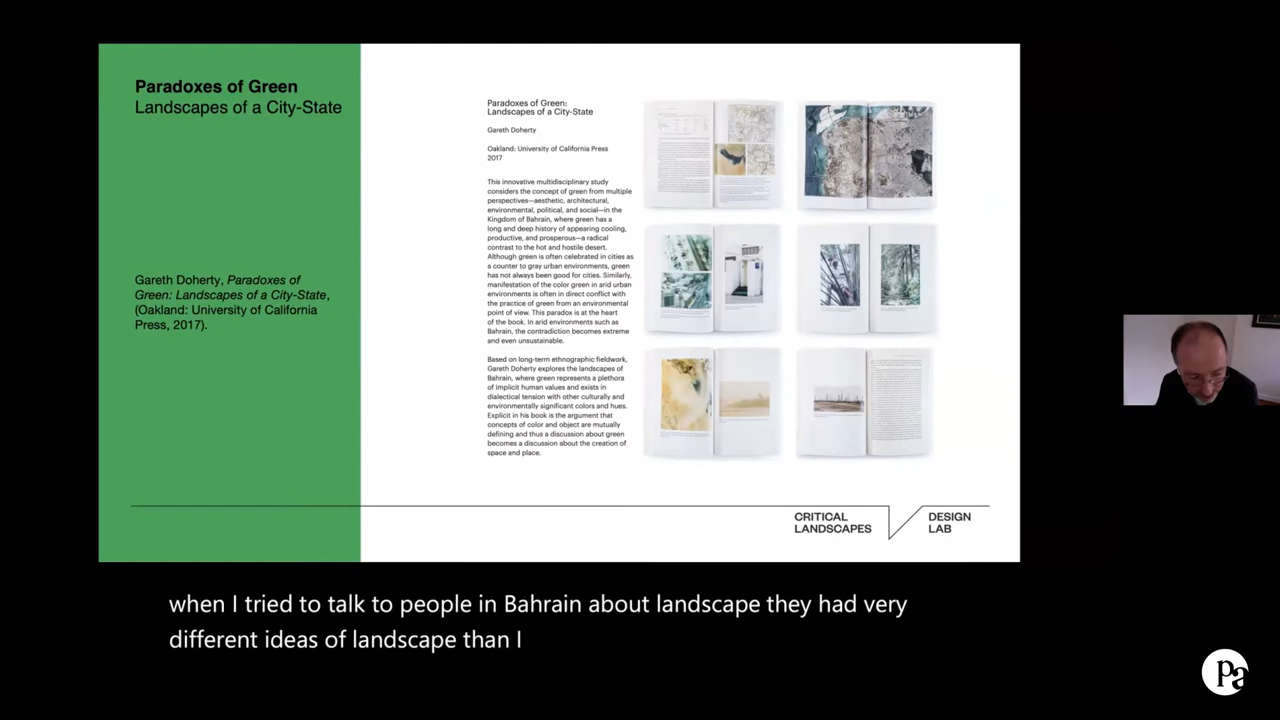 Paradoxes of Green
Landscapes of a City-State
Gareth Doherty, Paradoxes of
Green: Landscapes of a City-State,
(Oakland: University of California
Press, 2017).
Paradoxes of Green:
Landscapes of a City-State
Gareth Doherty
Oakland: University of California Press
2017
This innovative multidisciplinary study
considers the concept of green from multiple
perspectives—aesthetic, architectural,
environmental, political, and social—in the
Kingdom of Bahrain, where green has a
long and deep history of appearing cooling,
productive, and prosperous—a radical
contrast to the hot and hostile desert.
Although green is often celebrated in cities as
a counter to gray urban environments, green
has not always been good for cities. Similarly,
manifestation of the color green in arid urban
environments is often in direct conflict with
the practice of green from an environmental
point of view. This paradox is at the heart
of the book. In arid environments such as
Bahrain, the contradiction becomes extreme
and even unsustainable.
Based on long-term ethnographic fieldwork,
Gareth Doherty explores the landscapes of
Bahrain, where green represents a plethora
of implicit human values and exists in
dialectical tension with other culturally and
environmentally significant colors and hues.
Explicit in his book is the argument that
concepts of color and object are mutually
defining and thus a discussion about green
becomes a discussion about the creation of
space and place.
CRITICAL
LANDSCAPES
DESIGN
LAB
when I tried to talk to people in Bahrain about landscape they had very
different ideas of landscape than I
Pa